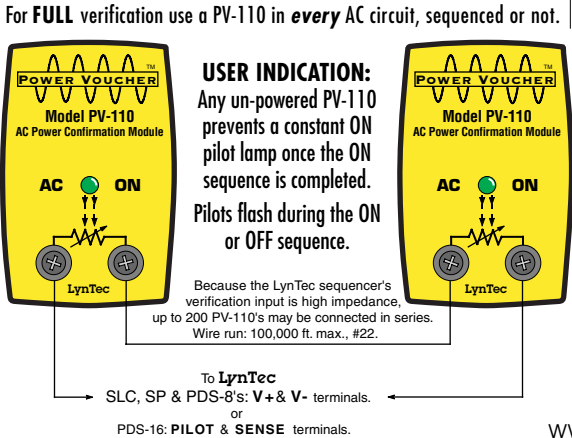 For FULL verification use a PV-110 in every AC circuit, sequenced or not.
POWER VOUCHER TM
Model PV-110
AC Power Confirmation Module
AC ON
LynTec
USER INDICATION:
Any un-powered PV-110
prevents a constant ON
pilot lamp once the ON
sequence is completed.
Pilots flash during the ON
or OFF sequence.
POWER VOUCHER TM
Model PV-110
AC Power Confirmation Module
AC ON
LynTec
Because the LynTec sequencer's
verification input is high impedance,
up to 200 PV-110's may be connected in series.
Wire run: 100,000 ft. max., #22.
To LynTec
SLC, SP & PDS-8's: V+& V- terminals.
or
PDS-16: PILOT & SENSE terminals.